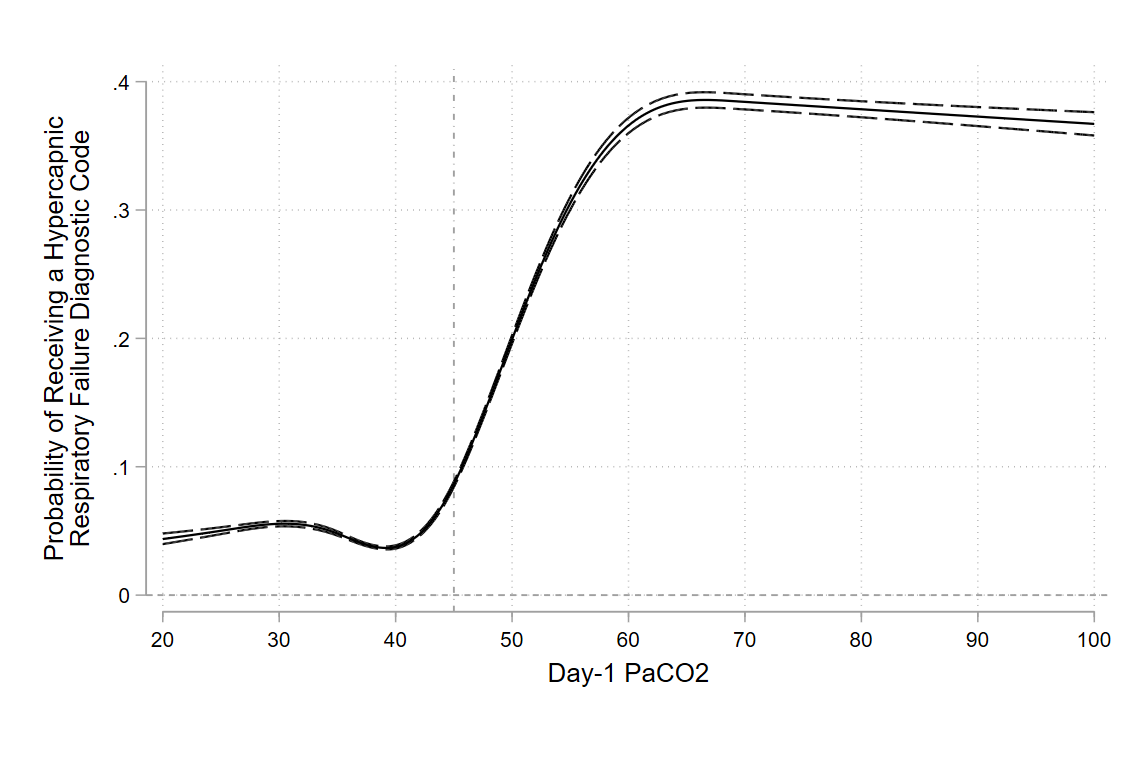 Probability of Receiving a Hypercapnic
Respiratory Failure Diagnostic Code
.4
.3
.2
.1
0
20 30 40 50 60 70 80 90 100
Day-1 PaCO2